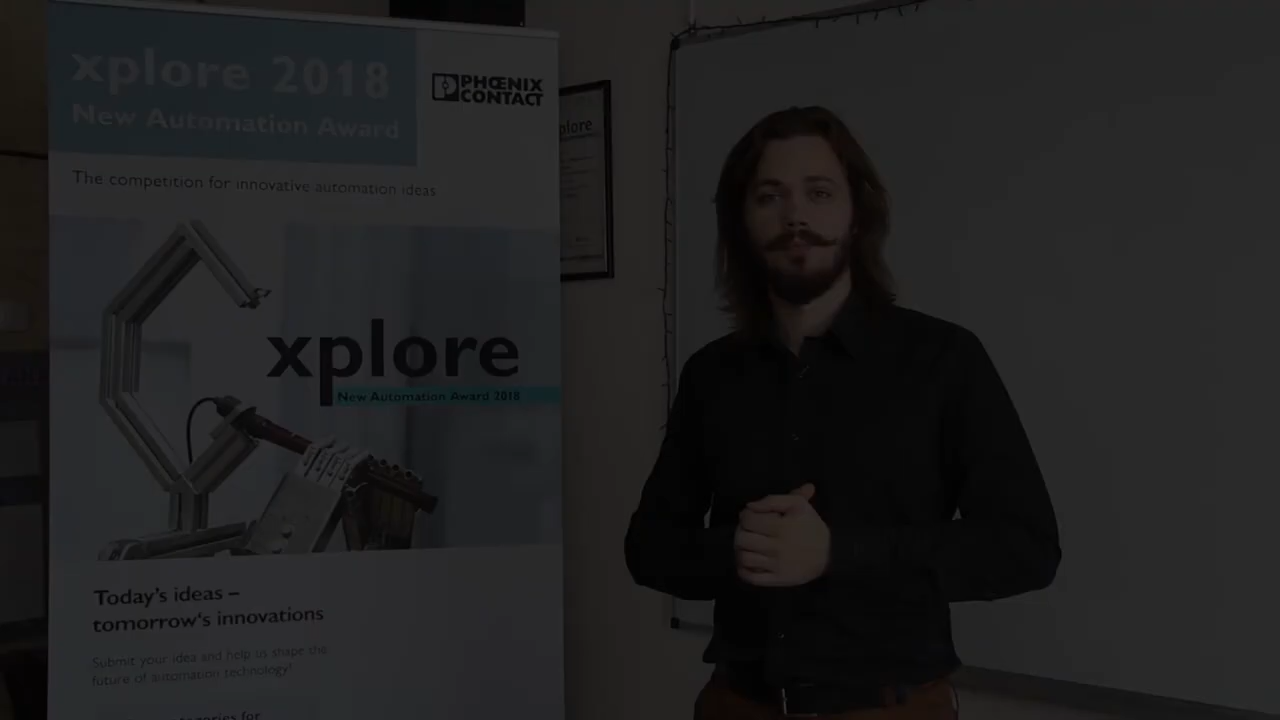 xplore 2018
New Automation Award
PHOENIX
CONTACT
The competition for innovative automation ideas
xplore
New Automation Award 2018
Today's ideas –
tomorrow's innovations
Submit your idea and help us shape the
future of automation technology!
for